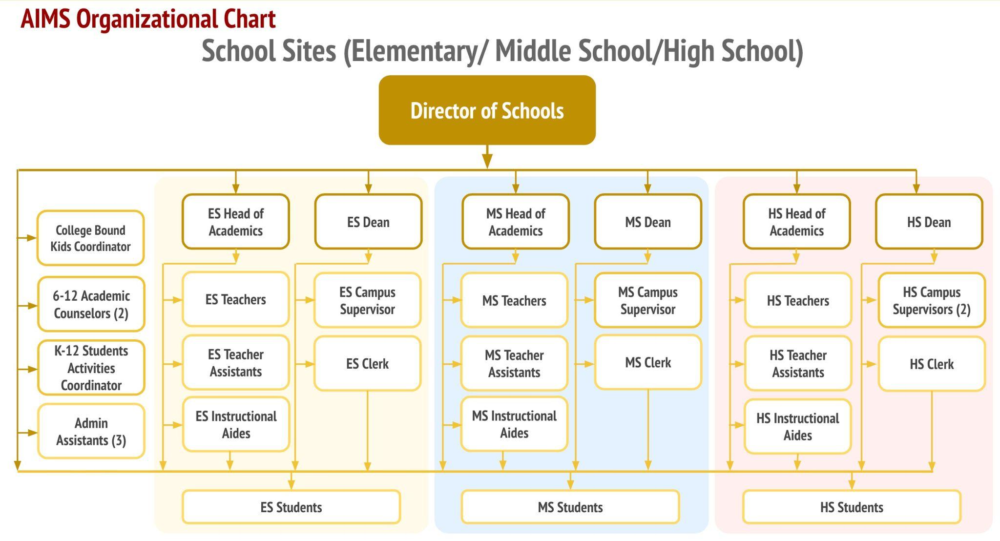 AIMS Organizational Chart
School Sites (Elementary/ Middle School/High School)
Director of Schools
College Bound
Kids Coordinator
6-12 Academic
Counselors (2)
K-12 Students
Activities
Coordinator
Admin
Assistants (3)
ES Head of
Academics
ES Teachers
ES Teacher
Assistants
ES Instructional
Aides
ES Dean
ES Campus
Supervisor
ES Clerk
ES Students
MS Head of
Academics
MS Teachers
MS Teacher
Assistants
MS Instructional
Aides
MS Dean
MS Campus
Supervisor
MS Clerk
MS Students
HS Head of
Academics
HS Teachers
HS Teacher
Assistants
HS Instructional
Aides
HS Dean
HS Campus
Supervisors (2)
HS Clerk
HS Students